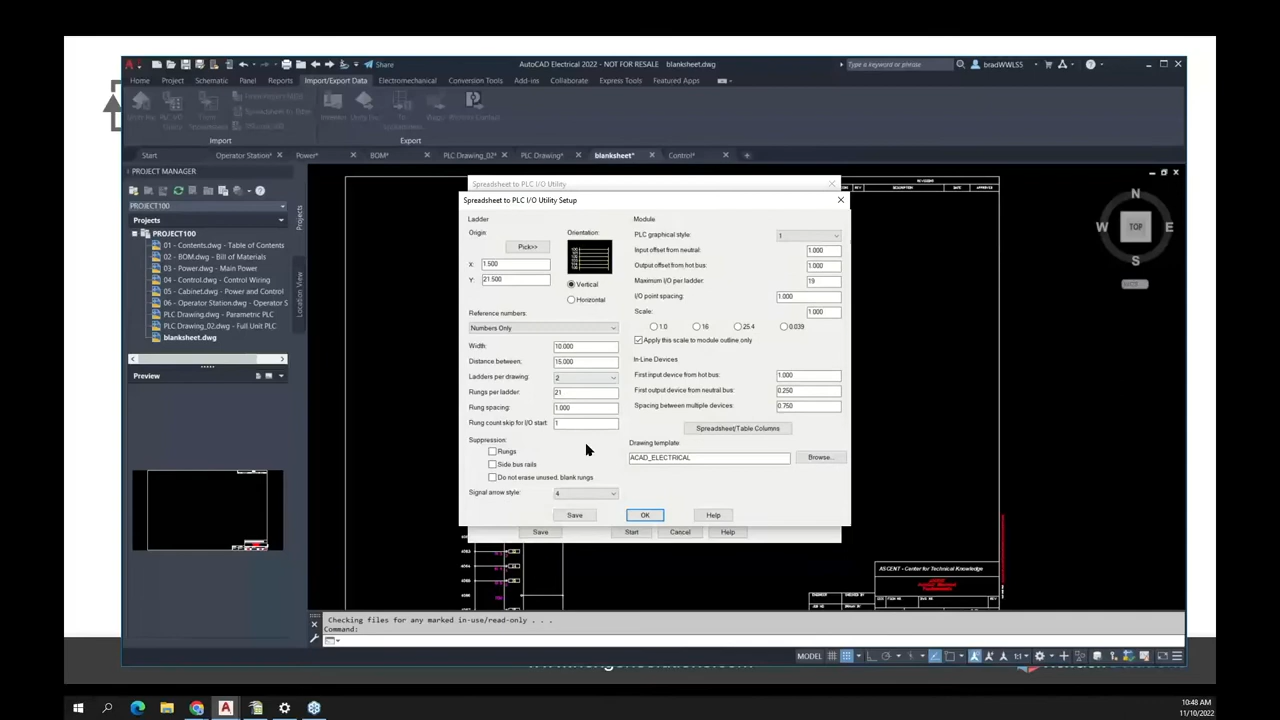 AutoCAD Electrical 2022 - NOT FOR RESALE blanksheet.dwg
Share
Type a keyword or phrase
bradWWLS5
Home Project Schematic Panel Reports Import/Export Data Electromechanical Conversion Tools Add-ins Collaborate Express Tools Featured Apps
Import
Export
Start Operator Station* Power* BOM* PLC Drawing_02* PLC Drawing* blanksheet* Control*
PROJECT MANAGER
PROJECT100
Projects
PROJECT100
01 - Contents.dwg - Table of Contents
02 - BOM.dwg - Bill of Materials
03 - Power.dwg - Main Power
04 - Control.dwg - Control Wiring
05 - Cabinet.dwg - Power and Control
06 - Operator Station.dwg - Operator S
PLC Drawing.dwg - Parametric PLC
PLC Drawing_02.dwg - Full Unit PLC
blanksheet.dwg
Preview
Projects
Location View
Spreadsheet to PLC I/O Utility
Spreadsheet to PLC I/O Utility Setup
Ladder
Origin:
Pick>>
X: 1.500
Y: 21.500
Orientation:
Vertical
Horizontal
Reference numbers:
Numbers Only
Width: 10.000
Distance between: 15.000
Ladders per drawing: 2
Rungs per ladder: 21
Rung spacing: 1.000
Rung count skip for I/O start: 1
Suppression:
Rungs
Side bus rails
Do not erase unused, blank rungs
Signal arrow style: 4
Module
PLC graphical style: 1
Input offset from neutral: 1.000
Output offset from hot bus: 1.000
Maximum I/O per ladder: 19
I/O point spacing: 1.000
Scale: 1.000
1.0 16 25.4 0.039
Apply this scale to module outline only
In-Line Devices
First input device from hot bus: 1.000
First output device from neutral bus: 0.250
Spacing between multiple devices: 0.750
Spreadsheet/Table Columns
Drawing template:
ACAD_ELECTRICAL Browse...
Save OK Help
Save Start Cancel Help
REVISIONS
N
W TOP E
S
ASCENT - Center for Technical Knowledge
Checking files for any marked in-use/read-only . . .
Command:
MODEL
1:1
10:48 AM
11/10/2022